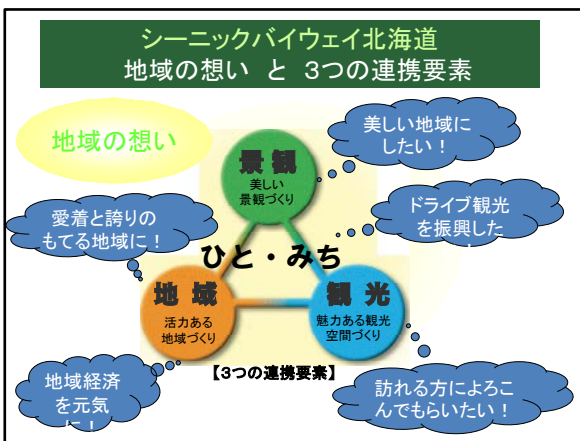 シーニックバイウェイ北海道
地域の想い と 3つの連携要素
地域の想い
美しい地域に
したい！
景観
美しい
景観づくり
愛着と誇りの
もてる地域に！
ドライブ観光
を振興した
！
ひと・みち
地域
活力ある
地域づくり
観光
魅力ある観光
空間づくり
【3つの連携要素】
地域経済
を元気
に！
訪れる方によろこ
んでもらいたい！